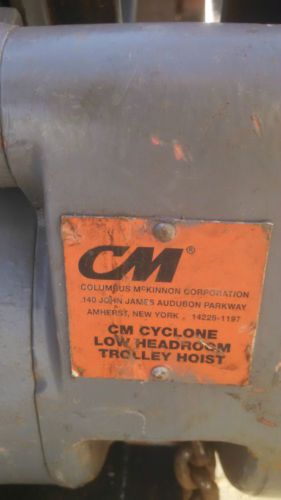 CM®
COLUMBUS McKINNON CORPORATION
140 JOHN JAMES AUDUBON PARKWAY
AMHERST, NEW YORK . 14228-1197
CM CYCLONE
LOW HEADROOM
TROLLEY HOIST